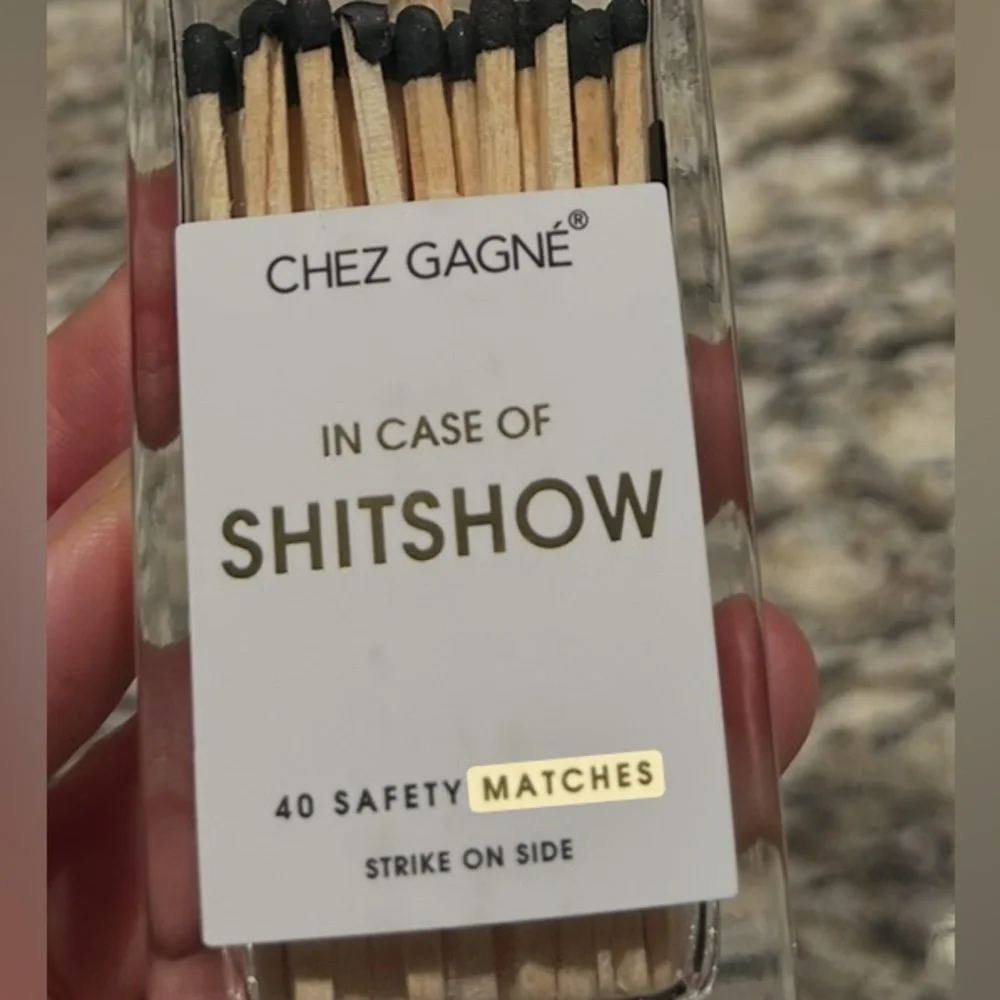 CHEZ GAGNÉ®
IN CASE OF
SHITSHOW
40 SAFETY MATCHES
STRIKE ON SIDE